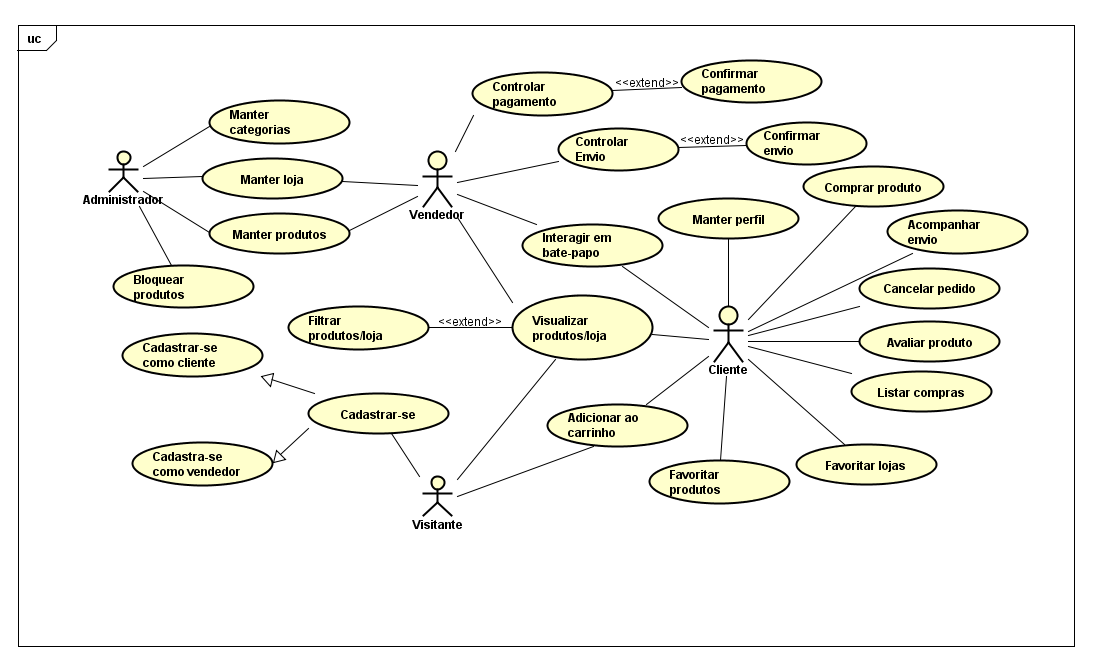 uc
Controlar
pagamento
<<extend>>
Confirmar
pagamento
Manter
categorias
Controlar
Envio
<<extend>>
Confirmar
envio
Manter loja
Administrador
Vendedor
Comprar produto
Manter perfil
Manter produtos
Interagir em
bate-papo
Acompanhar
envio
Bloquear
produtos
Cancelar pedido
Filtrar
produtos/loja
<<extend>>
Visualizar
produtos/loja
Cliente
Avaliar produto
Cadastrar-se
como cliente
Listar compras
Cadastrar-se
Adicionar ao
carrinho
Cadastra-se
como vendedor
Favoritar lojas
Favoritar
produtos
Visitante